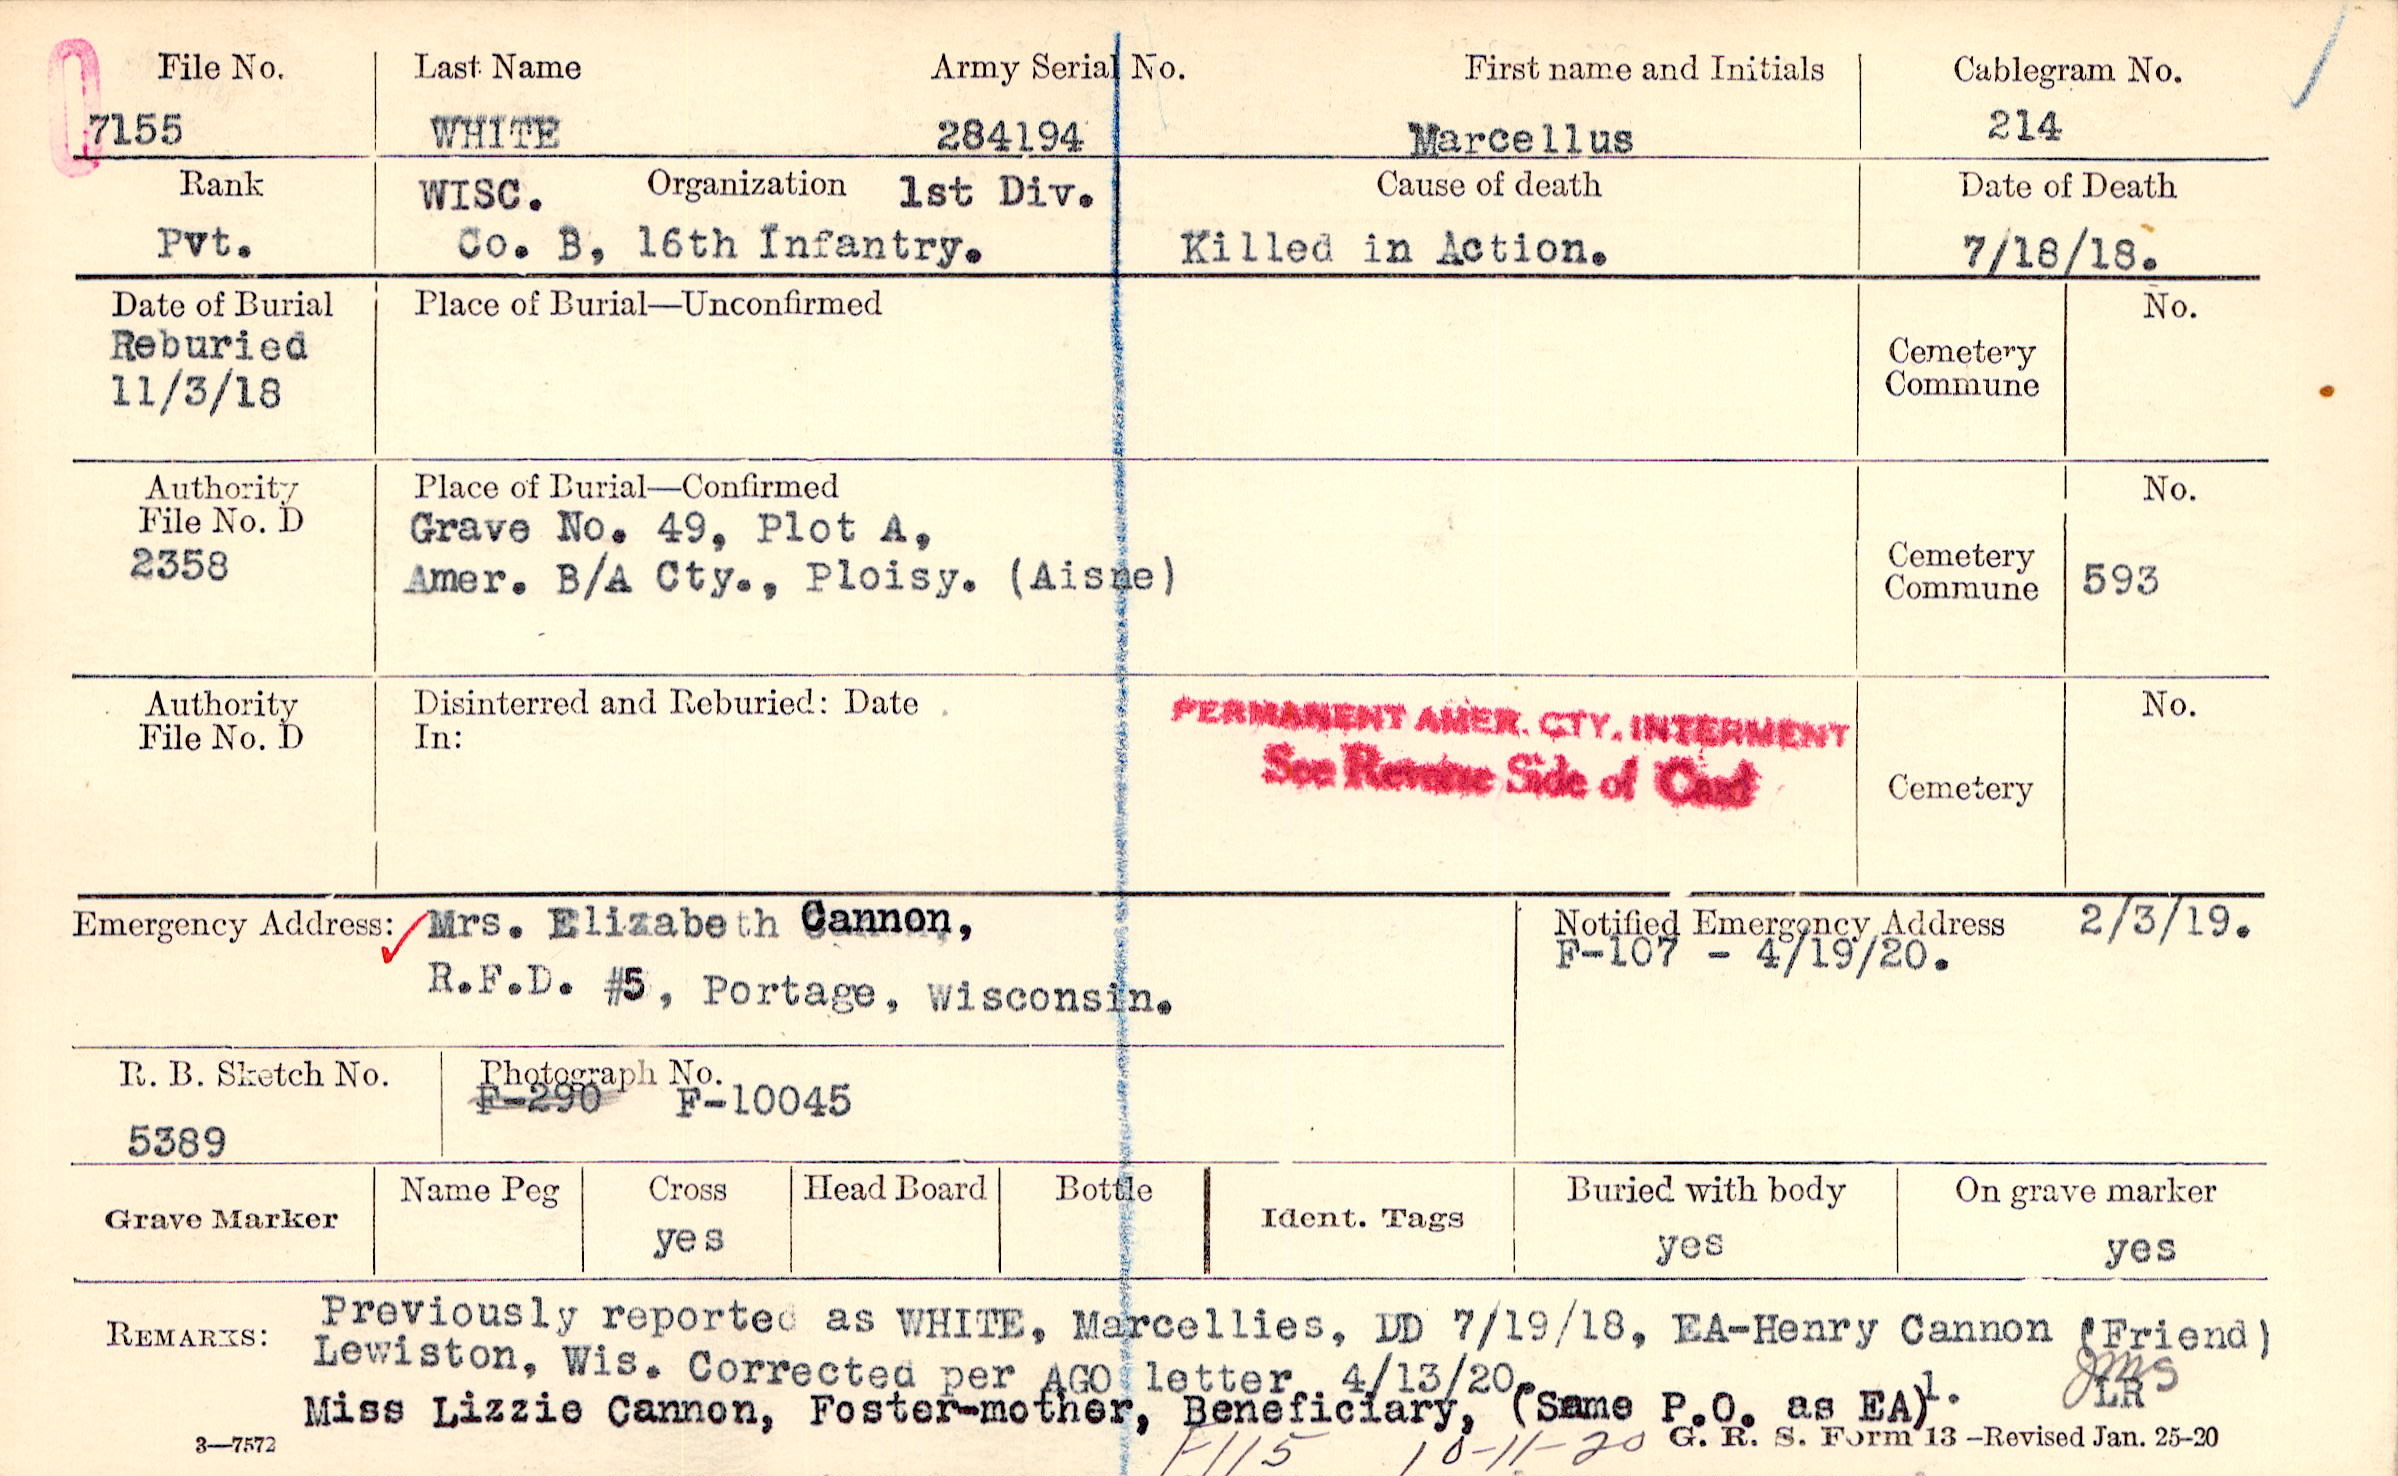 File No. Last Name Army Serial No. First name and Initials Cablegram No.
7155 WHITE 284194 Marcellus 214
Rank WISC. Organization 1st Div. Cause of death Date of Death
Pvt. Co. B, 16th Infantry. Killed in Action. 7/18/18.
Date of Burial Place of Burial—Unconfirmed No.
Reburied
11/3/18
Cemetery
Commune
Authority Place of Burial—Confirmed No.
File No. D Grave No. 49, Plot A,
2358 Amer. B/A Cty., Ploisy. (Aisne)
Cemetery
Commune 593
Authority Disinterred and Reburied: Date No.
File No. D In:
PERMANENT AMER. CTY. INTERMENT
See Reverse Side of Card
Cemetery
Emergency Address: Mrs. Elizabeth Cannon, Notified Emergency Address 2/3/19.
F-107 - 4/19/20.
R.F.D. #5, Portage, Wisconsin.
R. B. Sketch No. Photograph No.
F-290 F-10045
5389
Grave Marker Name Peg Cross Head Board Bottle Ident. Tags Buried with body On grave marker
yes yes yes
REMARKS: Previously reported as WHITE, Marcellies, DD 7/19/18, EA-Henry Cannon (Friend)
Lewiston, Wis. Corrected per AGO letter 4/13/20. JMS
LR
Miss Lizzie Cannon, Foster-mother, Beneficiary, (Same P.O. as EA)1.
3—7572 F115 10-11-20 G. R. S. Form 13 —Revised Jan. 25-20